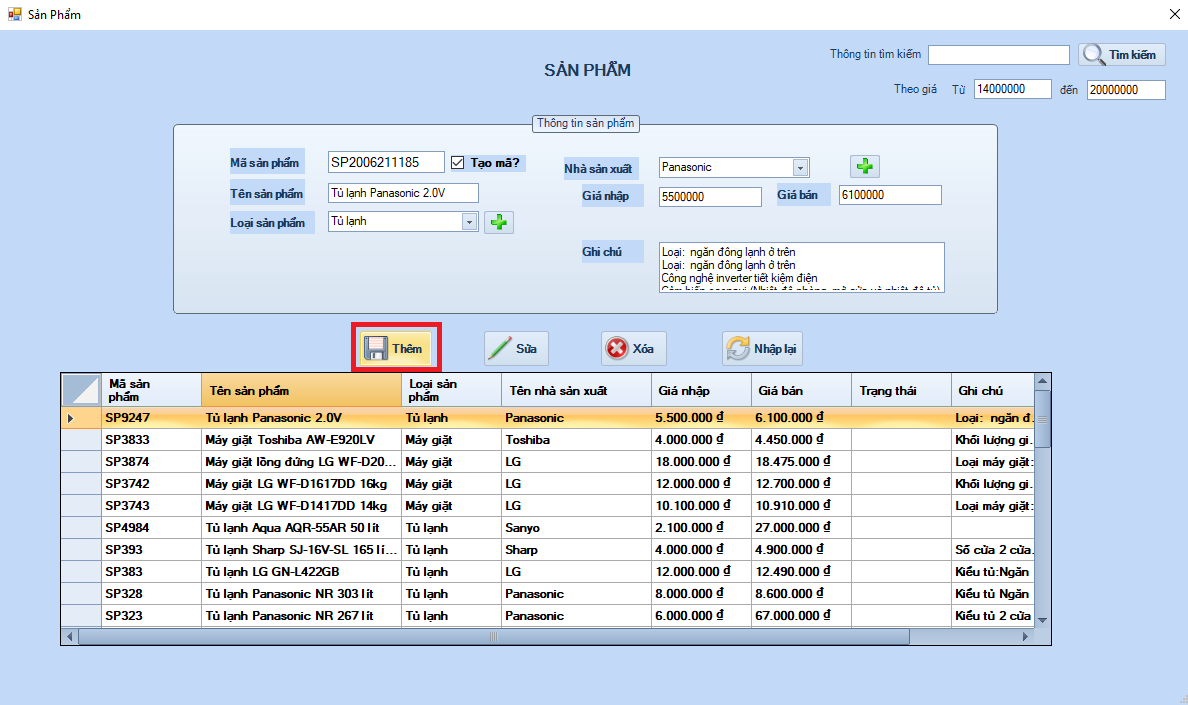 Sản Phẩm
Thông tin tìm kiếm
Tìm kiếm
SẢN PHẨM
Theo giá Từ 14000000 đến 20000000
Thông tin sản phẩm
Mã sản phẩm SP2006211185 Tạo mã?
Nhà sản xuất Panasonic
Tên sản phẩm Tủ lạnh Panasonic 2.0V
Giá nhập 5500000 Giá bán 6100000
Loại sản phẩm Tủ lạnh
Ghi chú
Loại: ngăn đông lạnh ở trên
Loại: ngăn đông lạnh ở trên
Công nghệ inverter tiết kiệm điện
Thêm Sửa Xóa Nhập lại
Mã sản phẩm Tên sản phẩm Loại sản phẩm Tên nhà sản xuất Giá nhập Giá bán Trạng thái Ghi chú
SP9247 Tủ lạnh Panasonic 2.0V Tủ lạnh Panasonic 5.500.000 ₫ 6.100.000 ₫ Loại: ngăn đ...
SP3833 Máy giặt Toshiba AW-E920LV Máy giặt Toshiba 4.000.000 ₫ 4.450.000 ₫ Khối lượng gi...
SP3874 Máy giặt lồng đứng LG WF-D20... Máy giặt LG 18.000.000 ₫ 18.475.000 ₫ Loại máy giặt:
SP3742 Máy giặt LG WF-D1617DD 16kg Máy giặt LG 12.000.000 ₫ 12.700.000 ₫ Khối lượng gi...
SP3743 Máy giặt LG WF-D1417DD 14kg Máy giặt LG 10.100.000 ₫ 10.910.000 ₫ Loại máy giặt:
SP4984 Tủ lạnh Aqua AQR-55AR 50 lít Tủ lạnh Sanyo 2.100.000 ₫ 27.000.000 ₫
SP393 Tủ lạnh Sharp SJ-16V-SL 165 lí... Tủ lạnh Sharp 4.000.000 ₫ 4.900.000 ₫ Số cửa 2 cửa...
SP383 Tủ lạnh LG GN-L422GB Tủ lạnh LG 12.000.000 ₫ 12.490.000 ₫ Kiểu tủ:Ngăn
SP328 Tủ lạnh Panasonic NR 303 lít Tủ lạnh Panasonic 8.000.000 ₫ 8.600.000 ₫ Kiểu tủ Ngăn
SP323 Tủ lạnh Panasonic NR 267 lít Tủ lạnh Panasonic 6.000.000 ₫ 67.000.000 ₫ Kiểu tủ 2 cửa